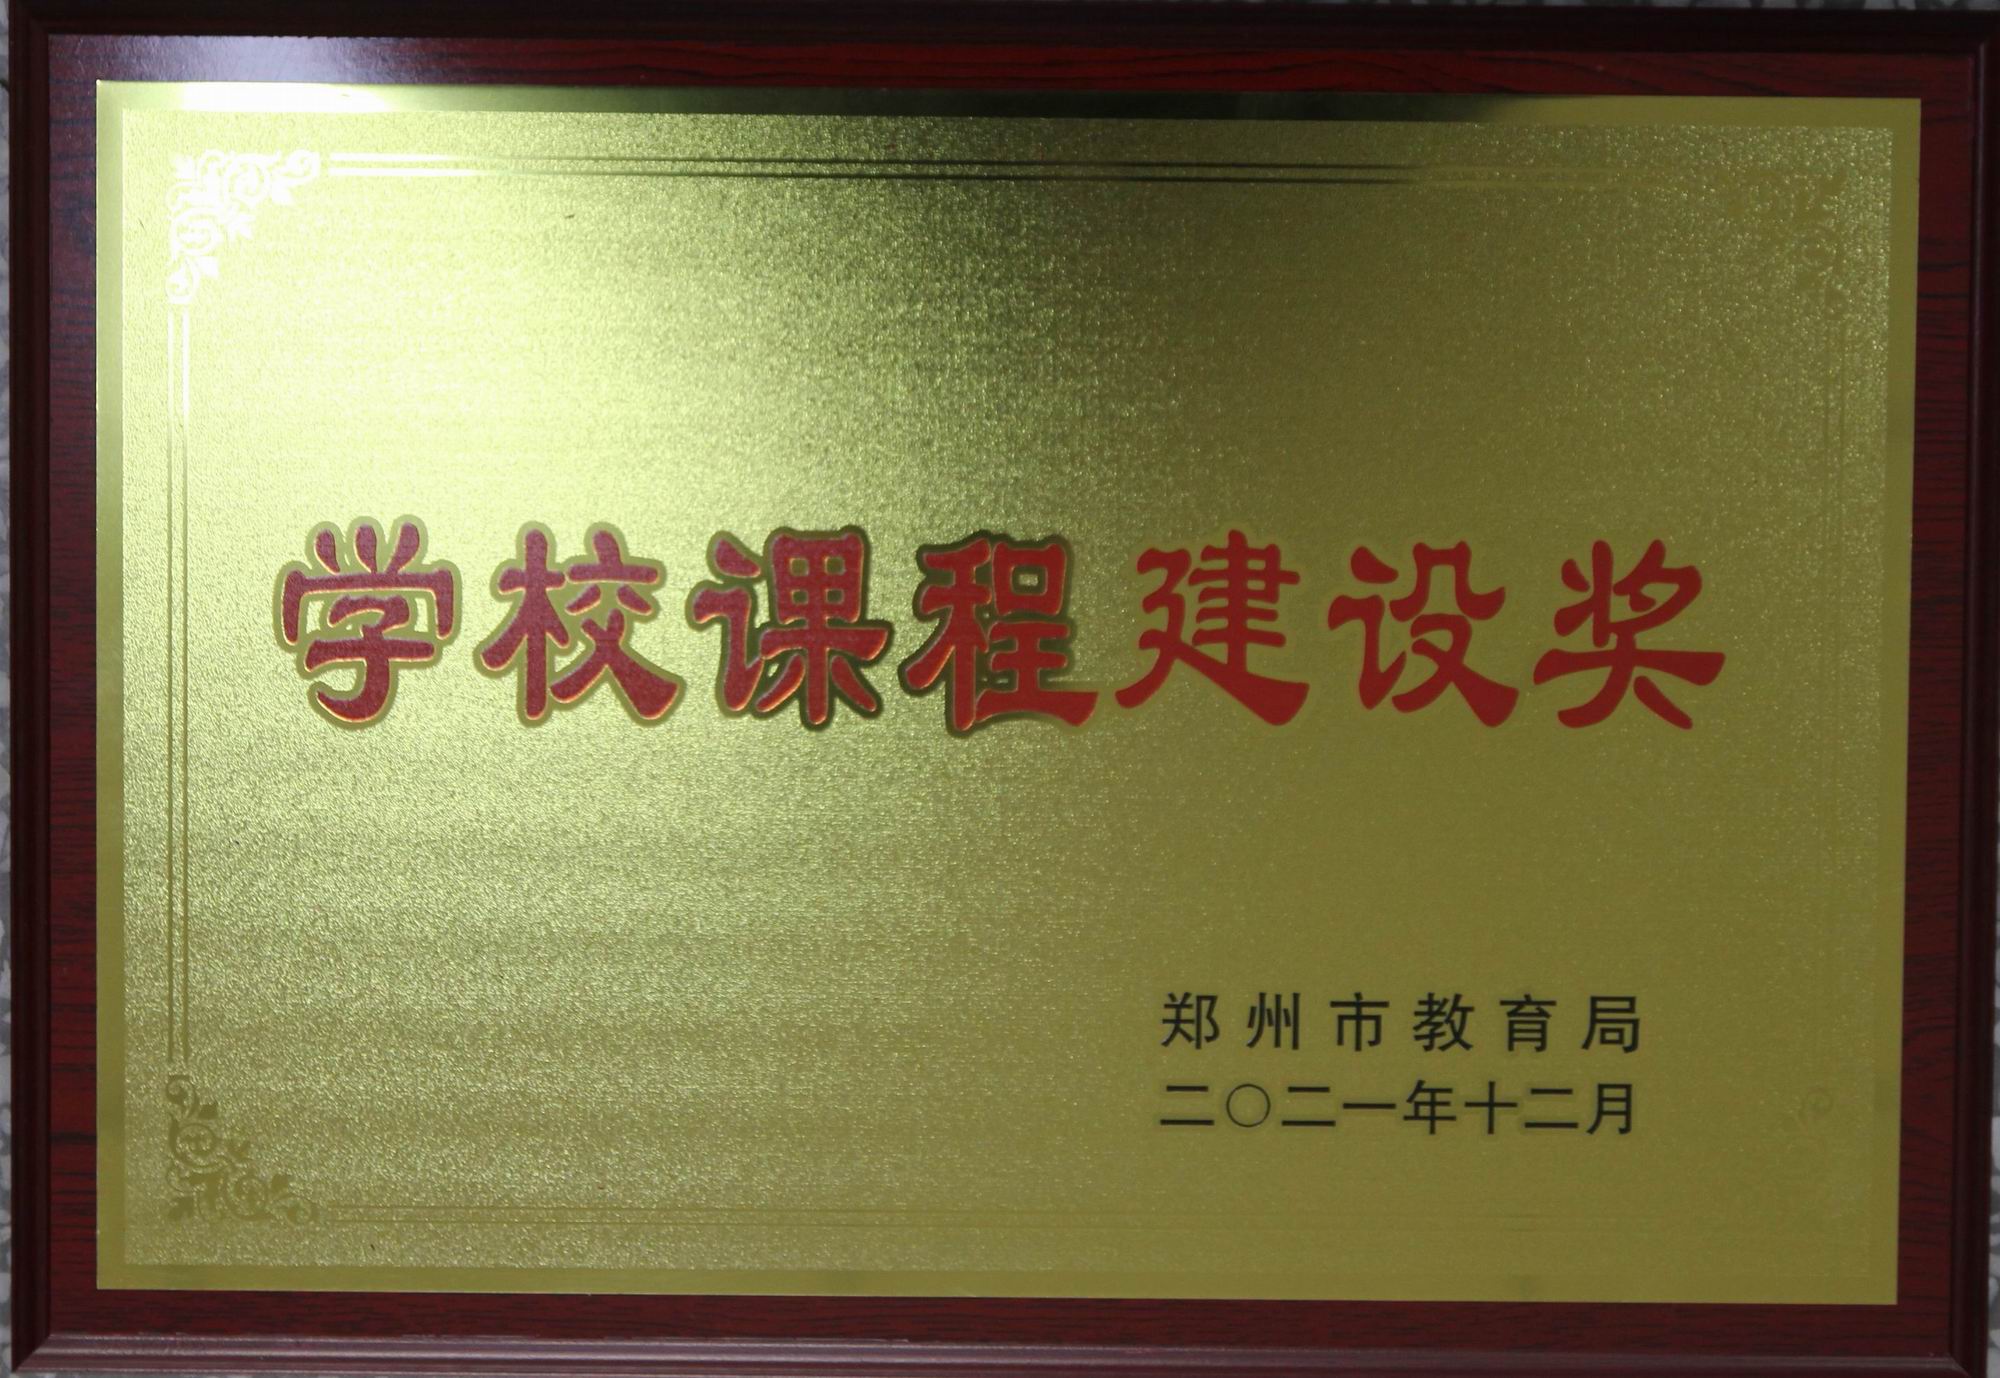 学校课程建设奖
郑州市教育局
二〇二一年十二月